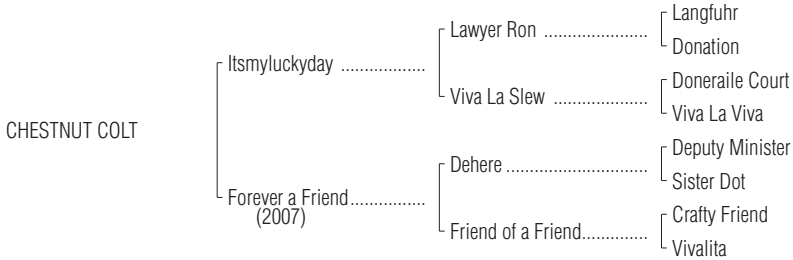 Langfuhr
Lawyer Ron ......................
Donation
Itsmyluckyday ..................
Doneraile Court
Viva La Slew ....................
Viva La Viva
CHESTNUT COLT
Deputy Minister
Dehere ..............................
Sister Dot
Forever a Friend................
(2007)
Crafty Friend
Friend of a Friend..............
Vivalita